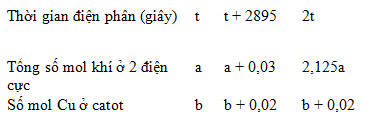 Thời gian điện phân (giây) t t + 2895 2t
Tổng số mol khí ở 2 điện a a + 0,03 2,125a
cực
Số mol Cu ở catot b b + 0,02 b + 0,02